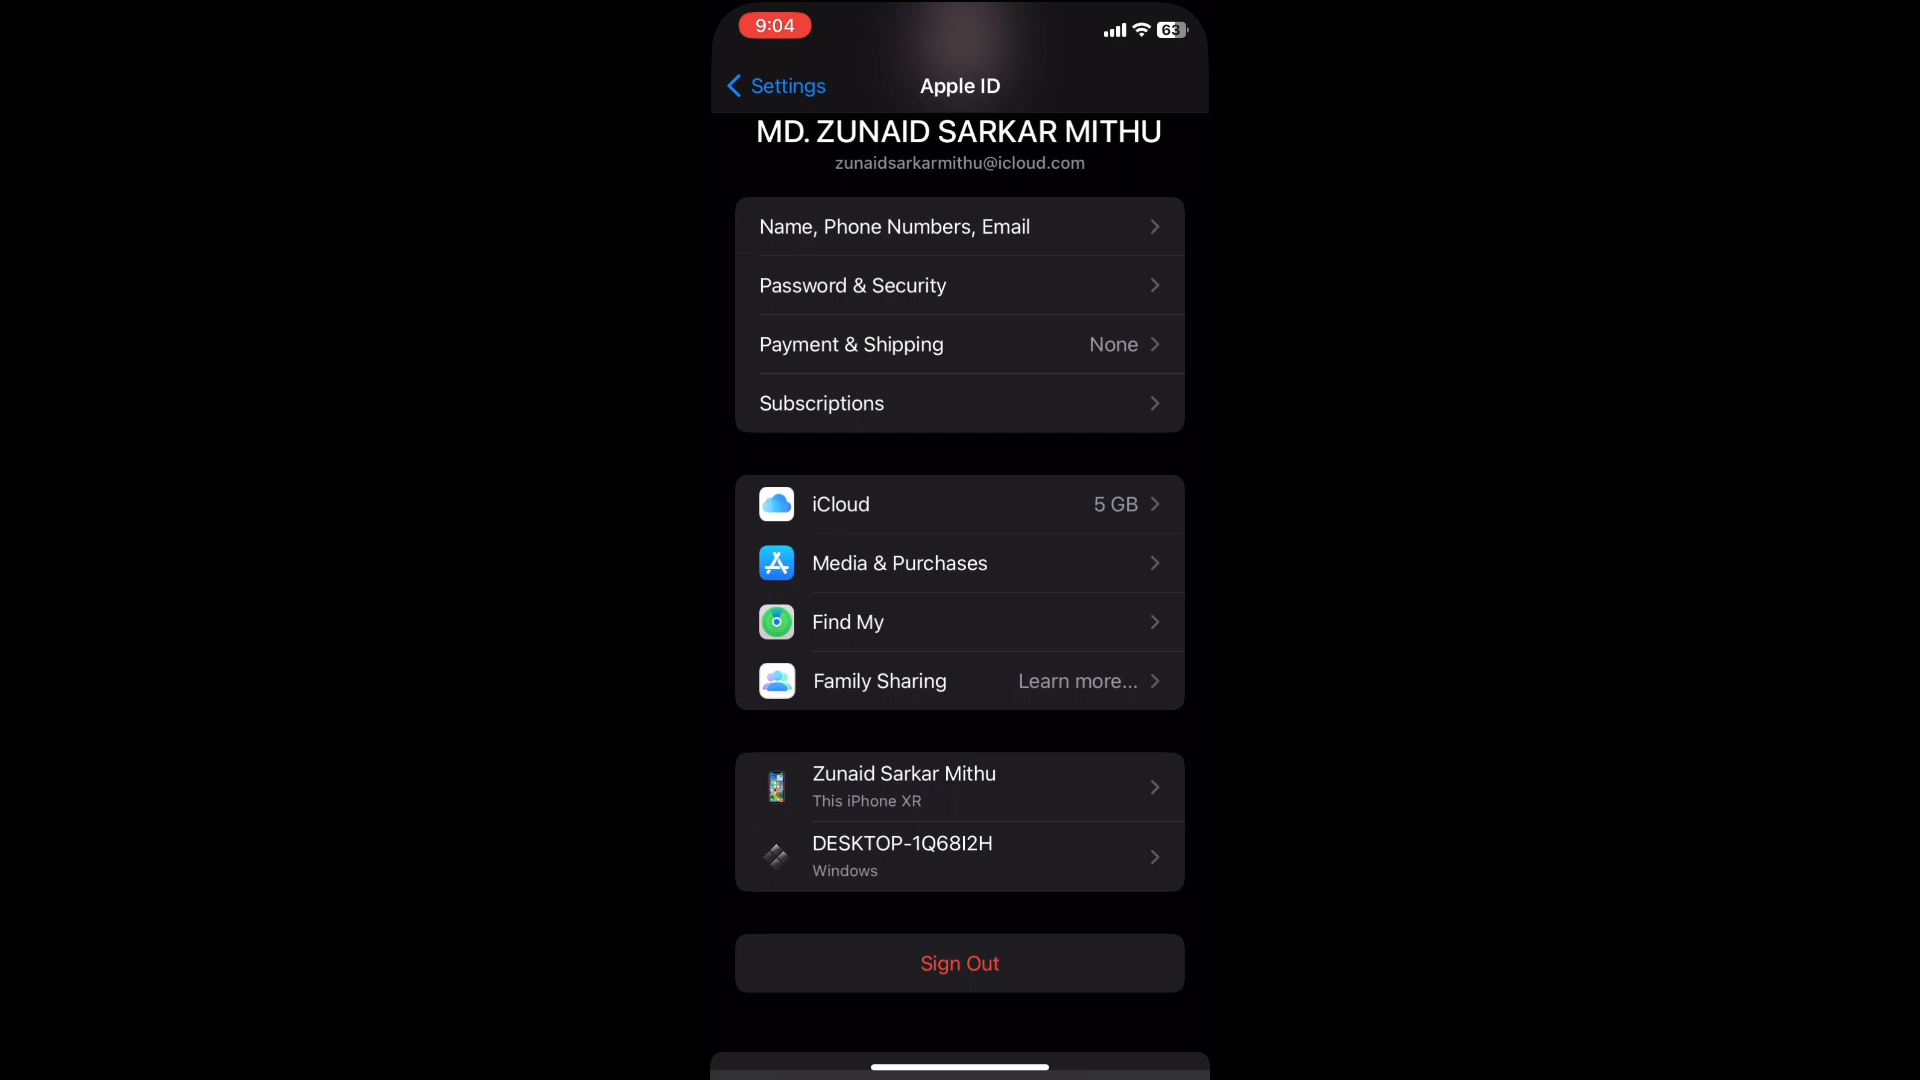 9:04
63
Settings
Apple ID
MD. ZUNAID SARKAR MITHU
zunaidsarkarmithu@icloud.com
Name, Phone Numbers, Email
Password & Security
Payment & Shipping None
Subscriptions
iCloud 5 GB
Media & Purchases
Find My
Family Sharing Learn more...
Zunaid Sarkar Mithu
This iPhone XR
DESKTOP-1Q68I2H
Windows
Sign Out